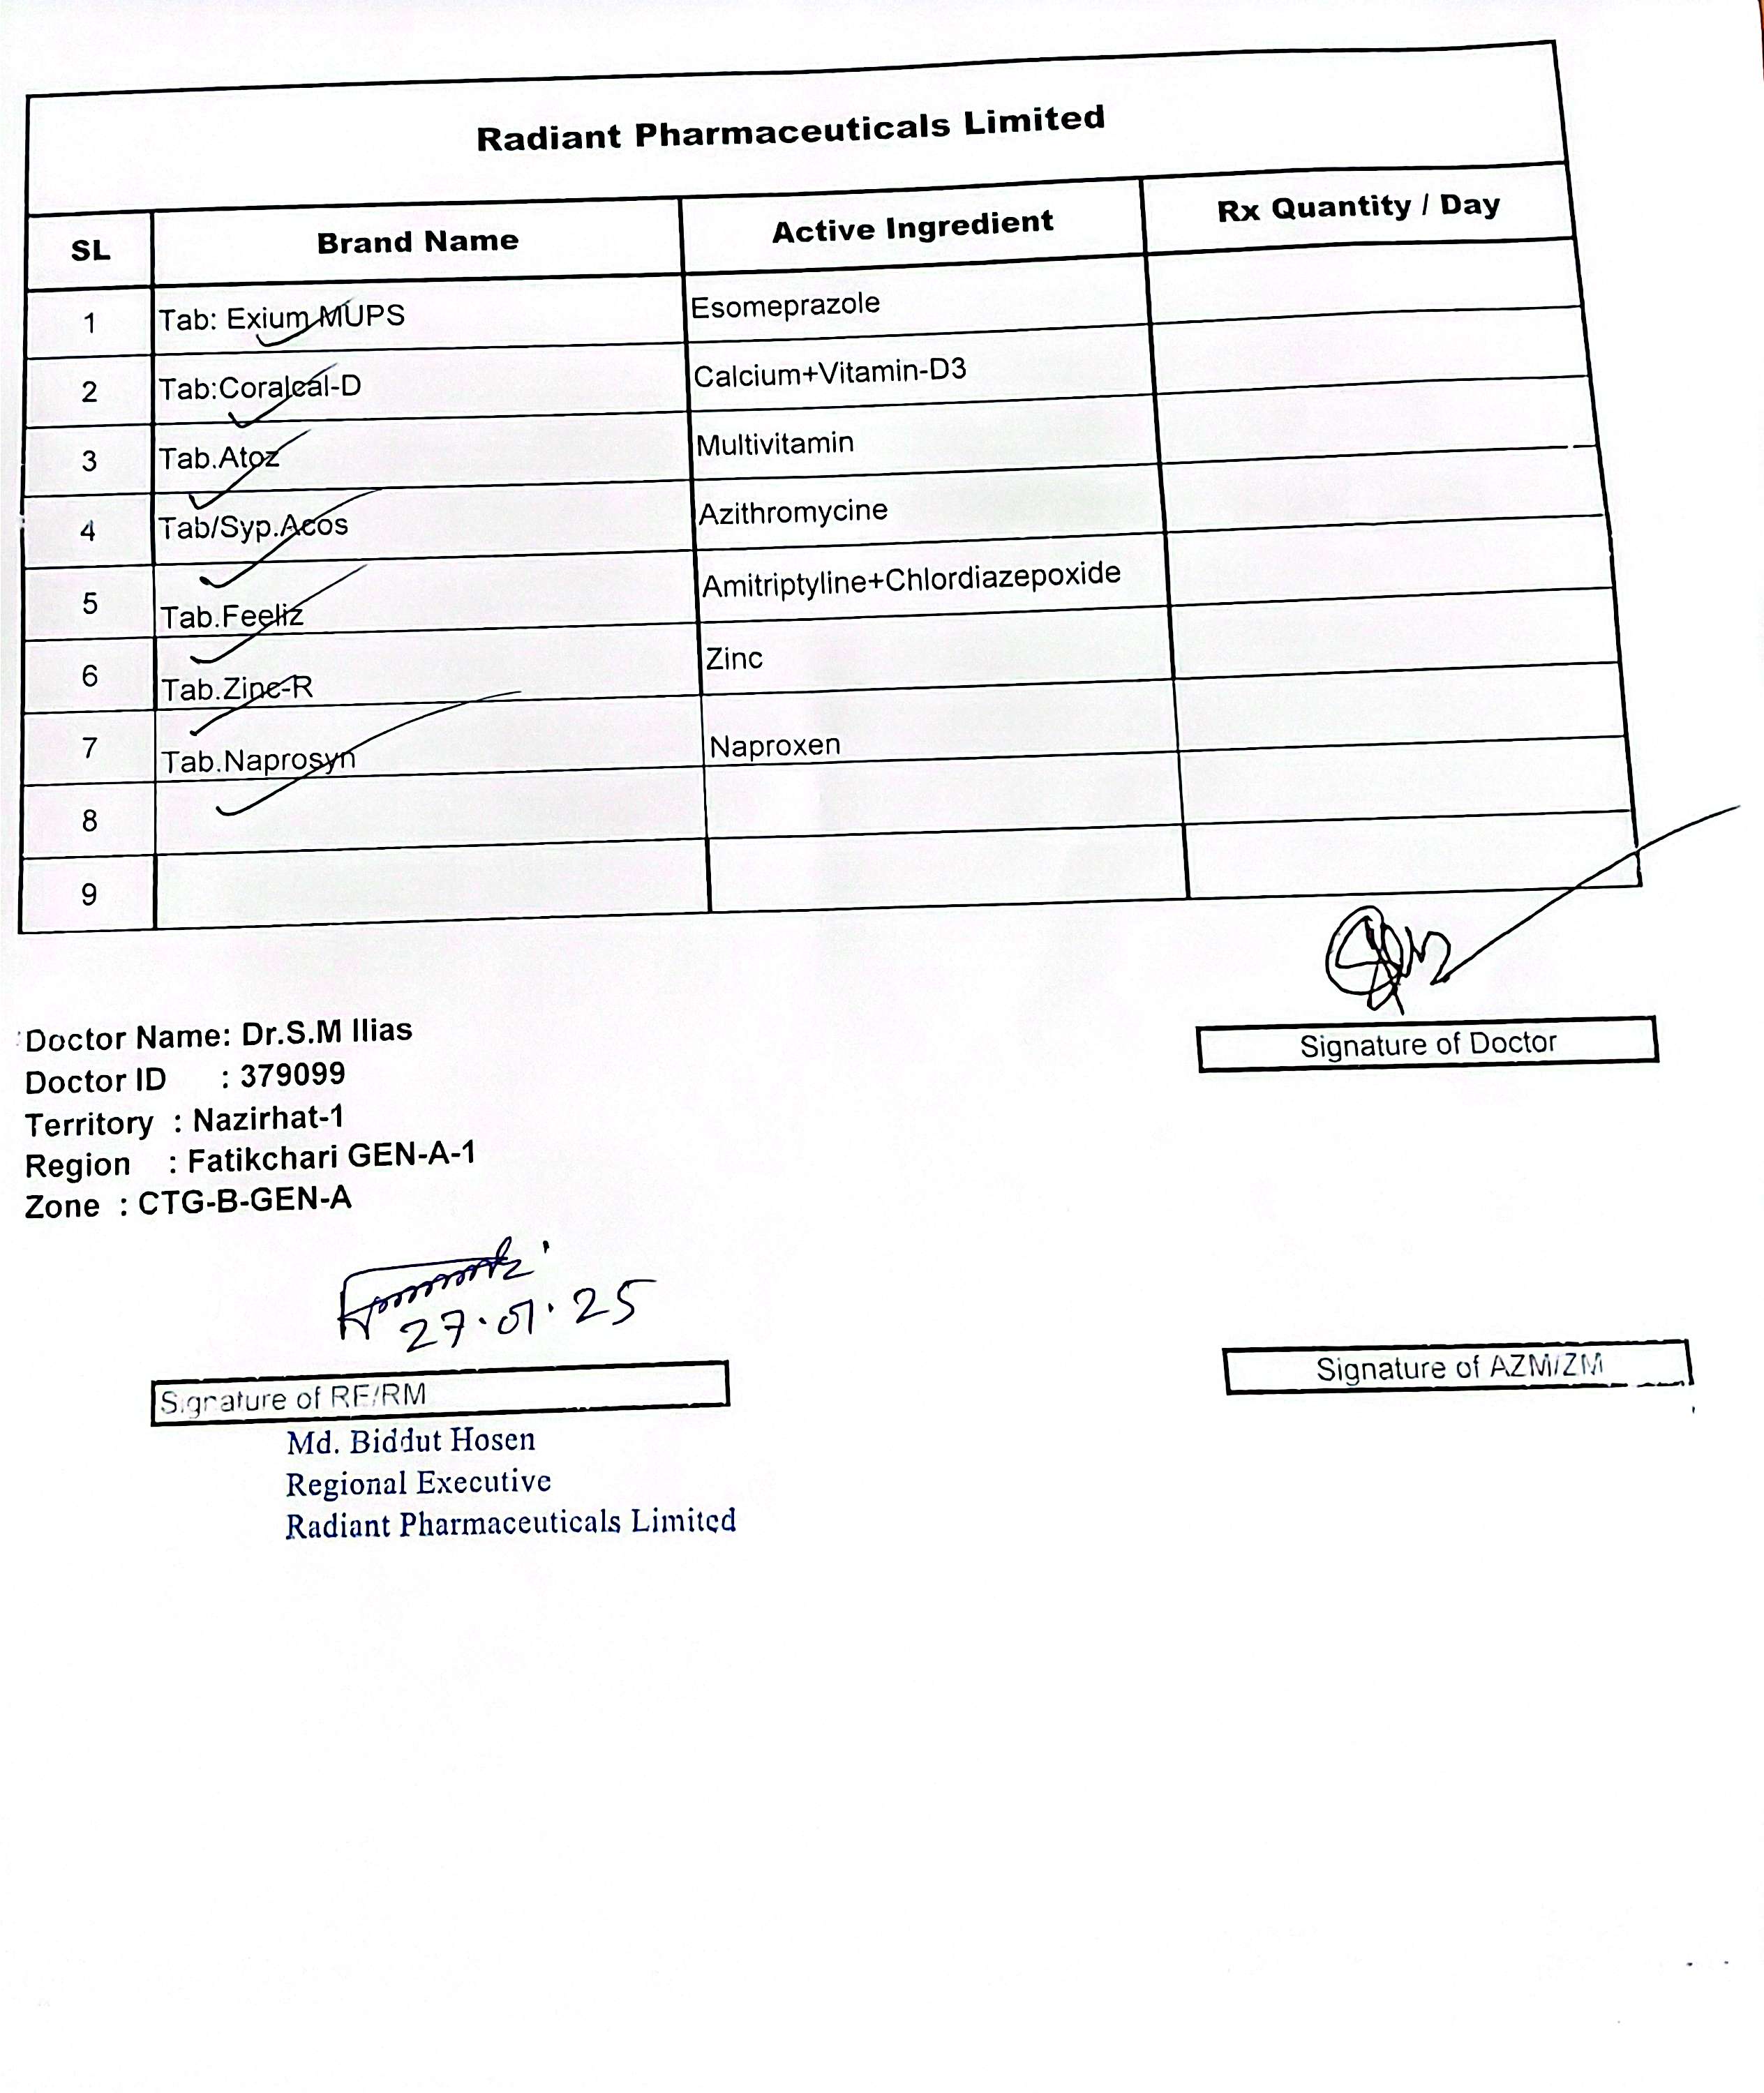 Radiant Pharmaceuticals Limited
SL Brand Name Active Ingredient Rx Quantity / Day
1 Tab: Exium MUPS Esomeprazole
2 Tab:Coralcal-D Calcium+Vitamin-D3
3 Tab.Atoz Multivitamin
4 Tab/Syp.Acos Azithromycine
5 Tab.Feeliz Amitriptyline+Chlordiazepoxide
6 Tab.Zinc-R Zinc
7 Tab.Naprosyn Naproxen
8
9
Doctor Name: Dr.S.M Ilias
Doctor ID : 379099
Territory : Nazirhat-1
Region : Fatikchari GEN-A-1
Zone : CTG-B-GEN-A
Signature of Doctor
27.01.25
Signature of RE/RM
Md. Biddut Hosen
Regional Executive
Radiant Pharmaceuticals Limited
Signature of AZM/ZM